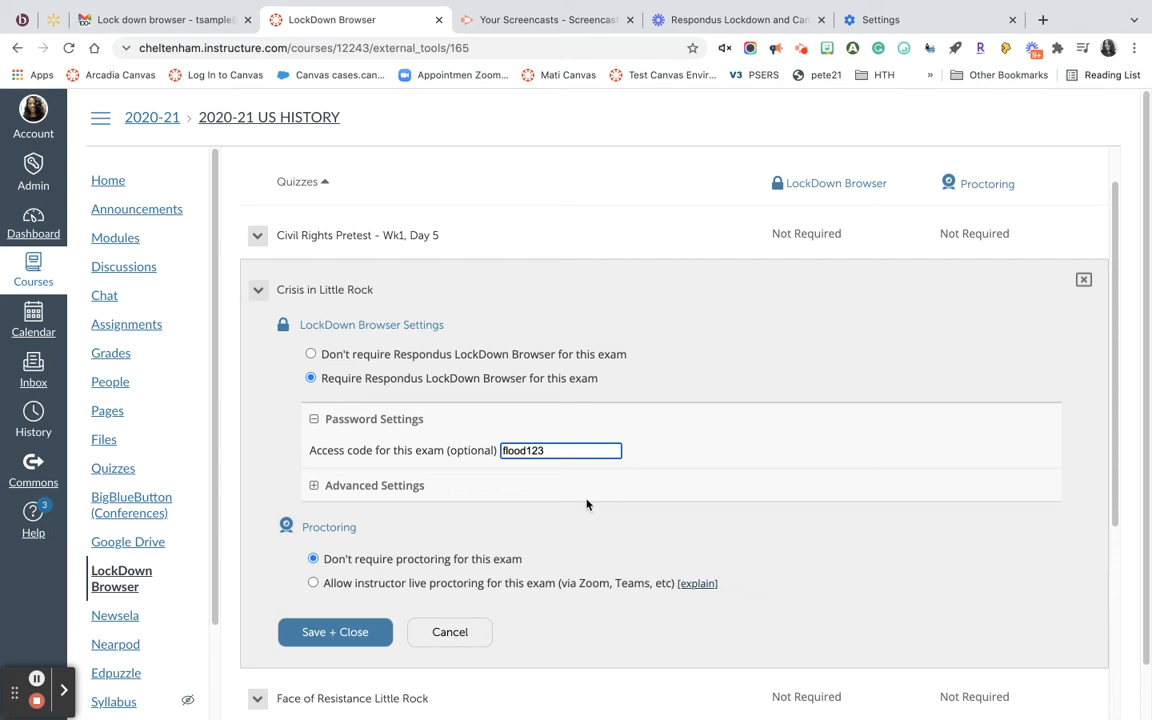 Lock down browser - tsample@
LockDown Browser
Your Screencasts - Screencast
Respondus Lockdown and Can
Settings
cheltenham.instructure.com/courses/12243/external_tools/165
9+
Apps
Arcadia Canvas
Log In to Canvas
Canvas cases.can...
Appointmen Zoom...
Mati Canvas
Test Canvas Envir...
V3 PSERS
pete21
HTH
»
Other Bookmarks
Reading List
Account
Admin
Dashboard
Courses
Calendar
Inbox
History
Commons
3
Help
2020-21 › 2020-21 US HISTORY
Home
Announcements
Modules
Discussions
Chat
Assignments
Grades
People
Pages
Files
Quizzes
BigBlueButton
(Conferences)
Google Drive
LockDown
Browser
Newsela
Nearpod
Edpuzzle
Syllabus
Quizzes
LockDown Browser
Proctoring
Civil Rights Pretest - Wk1, Day 5
Not Required
Not Required
Crisis in Little Rock
LockDown Browser Settings
Don't require Respondus LockDown Browser for this exam
Require Respondus LockDown Browser for this exam
Password Settings
Access code for this exam (optional) flood123
Advanced Settings
Proctoring
Don't require proctoring for this exam
Allow instructor live proctoring for this exam (via Zoom, Teams, etc) [explain]
Save + Close
Cancel
Face of Resistance Little Rock
Not Required
Not Required